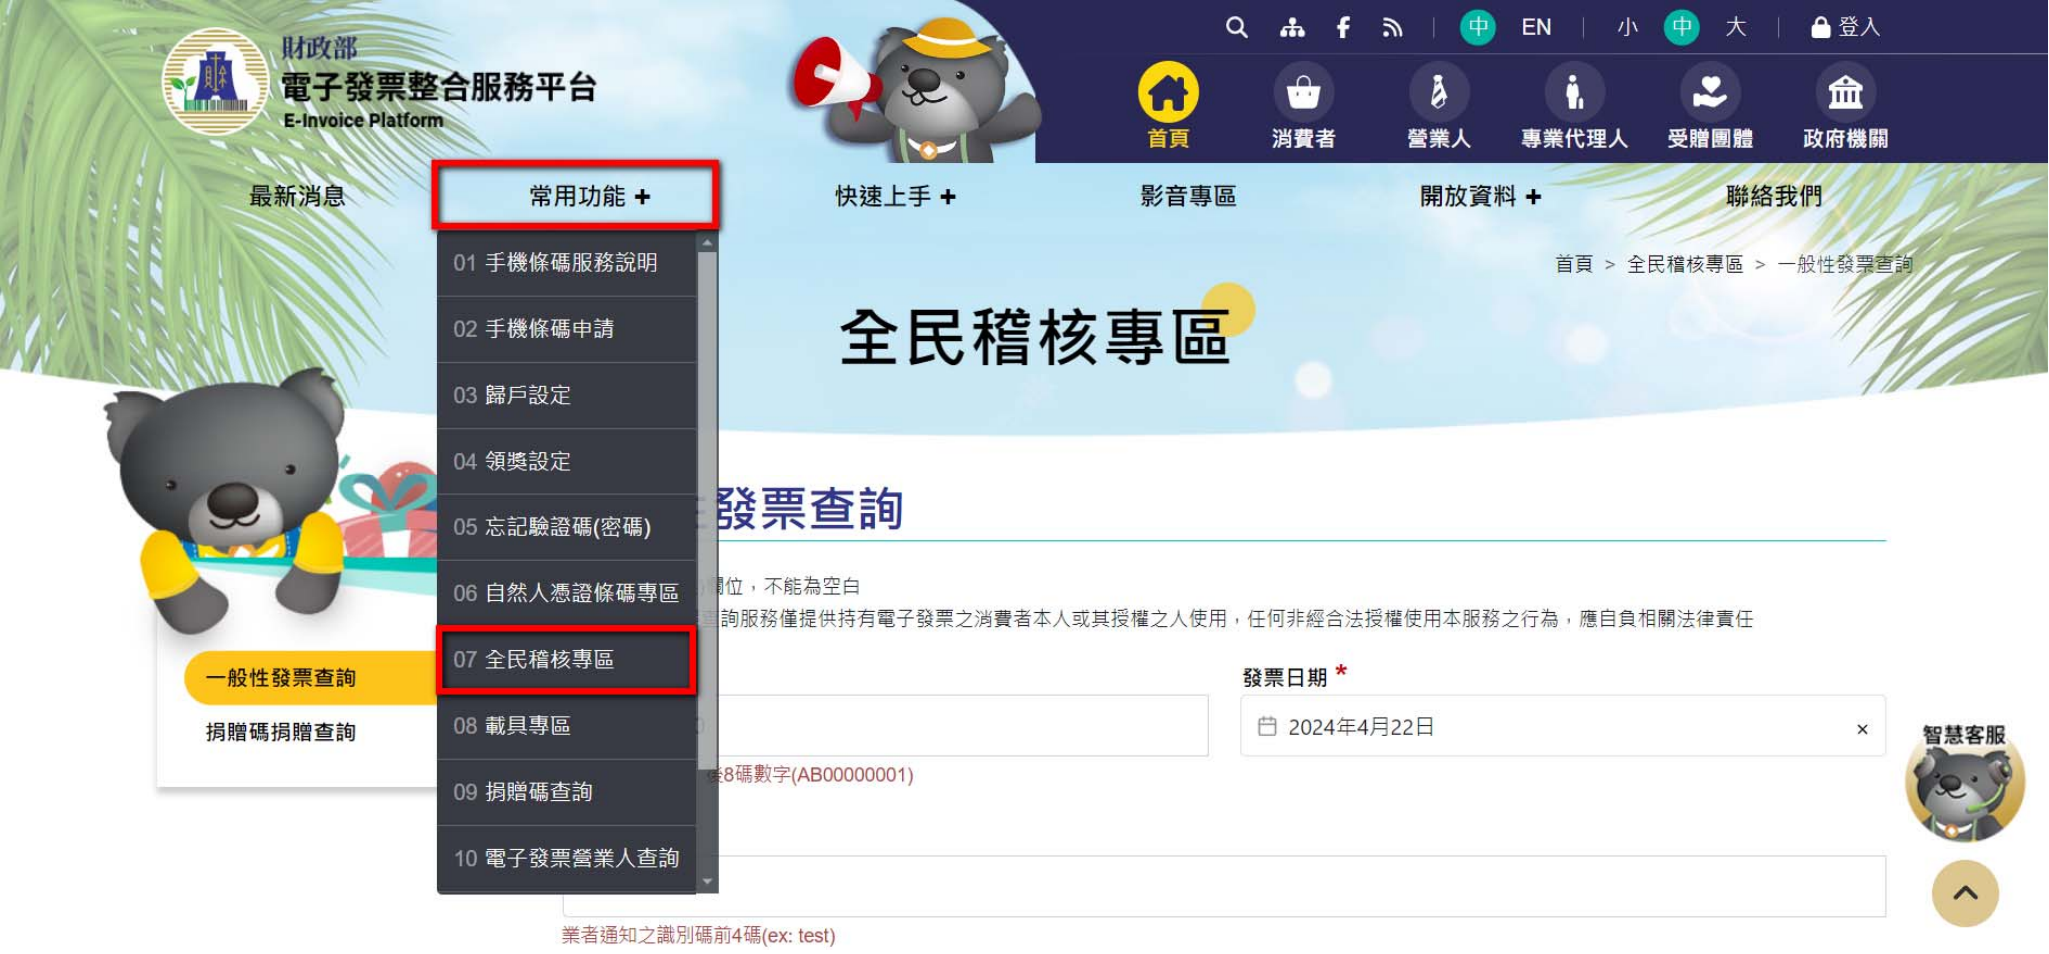 財政部
電子發票整合服務平台
E-Invoice Platform
中 EN 小 中 大 登入
首頁 消費者 營業人 專業代理人 受贈團體 政府機關
最新消息 常用功能 + 快速上手 + 影音專區 開放資料 + 聯絡我們
首頁 > 全民稽核專區 > 一般性發票查詢
全民稽核專區
01 手機條碼服務說明
02 手機條碼申請
03 歸戶設定
04 領獎設定
05 忘記驗證碼(密碼)
06 自然人憑證條碼專區
07 全民稽核專區
08 載具專區
09 捐贈碼查詢
10 電子發票營業人查詢
一般性發票查詢
捐贈碼捐贈查詢
發票查詢
欄位，不能為空白
查詢服務僅提供持有電子發票之消費者本人或其授權之人使用，任何非經合法授權使用本服務之行為，應自負相關法律責任
發票日期 *
2024年4月22日 ×
後8碼數字(AB00000001)
業者通知之識別碼前4碼(ex: test)
智慧客服